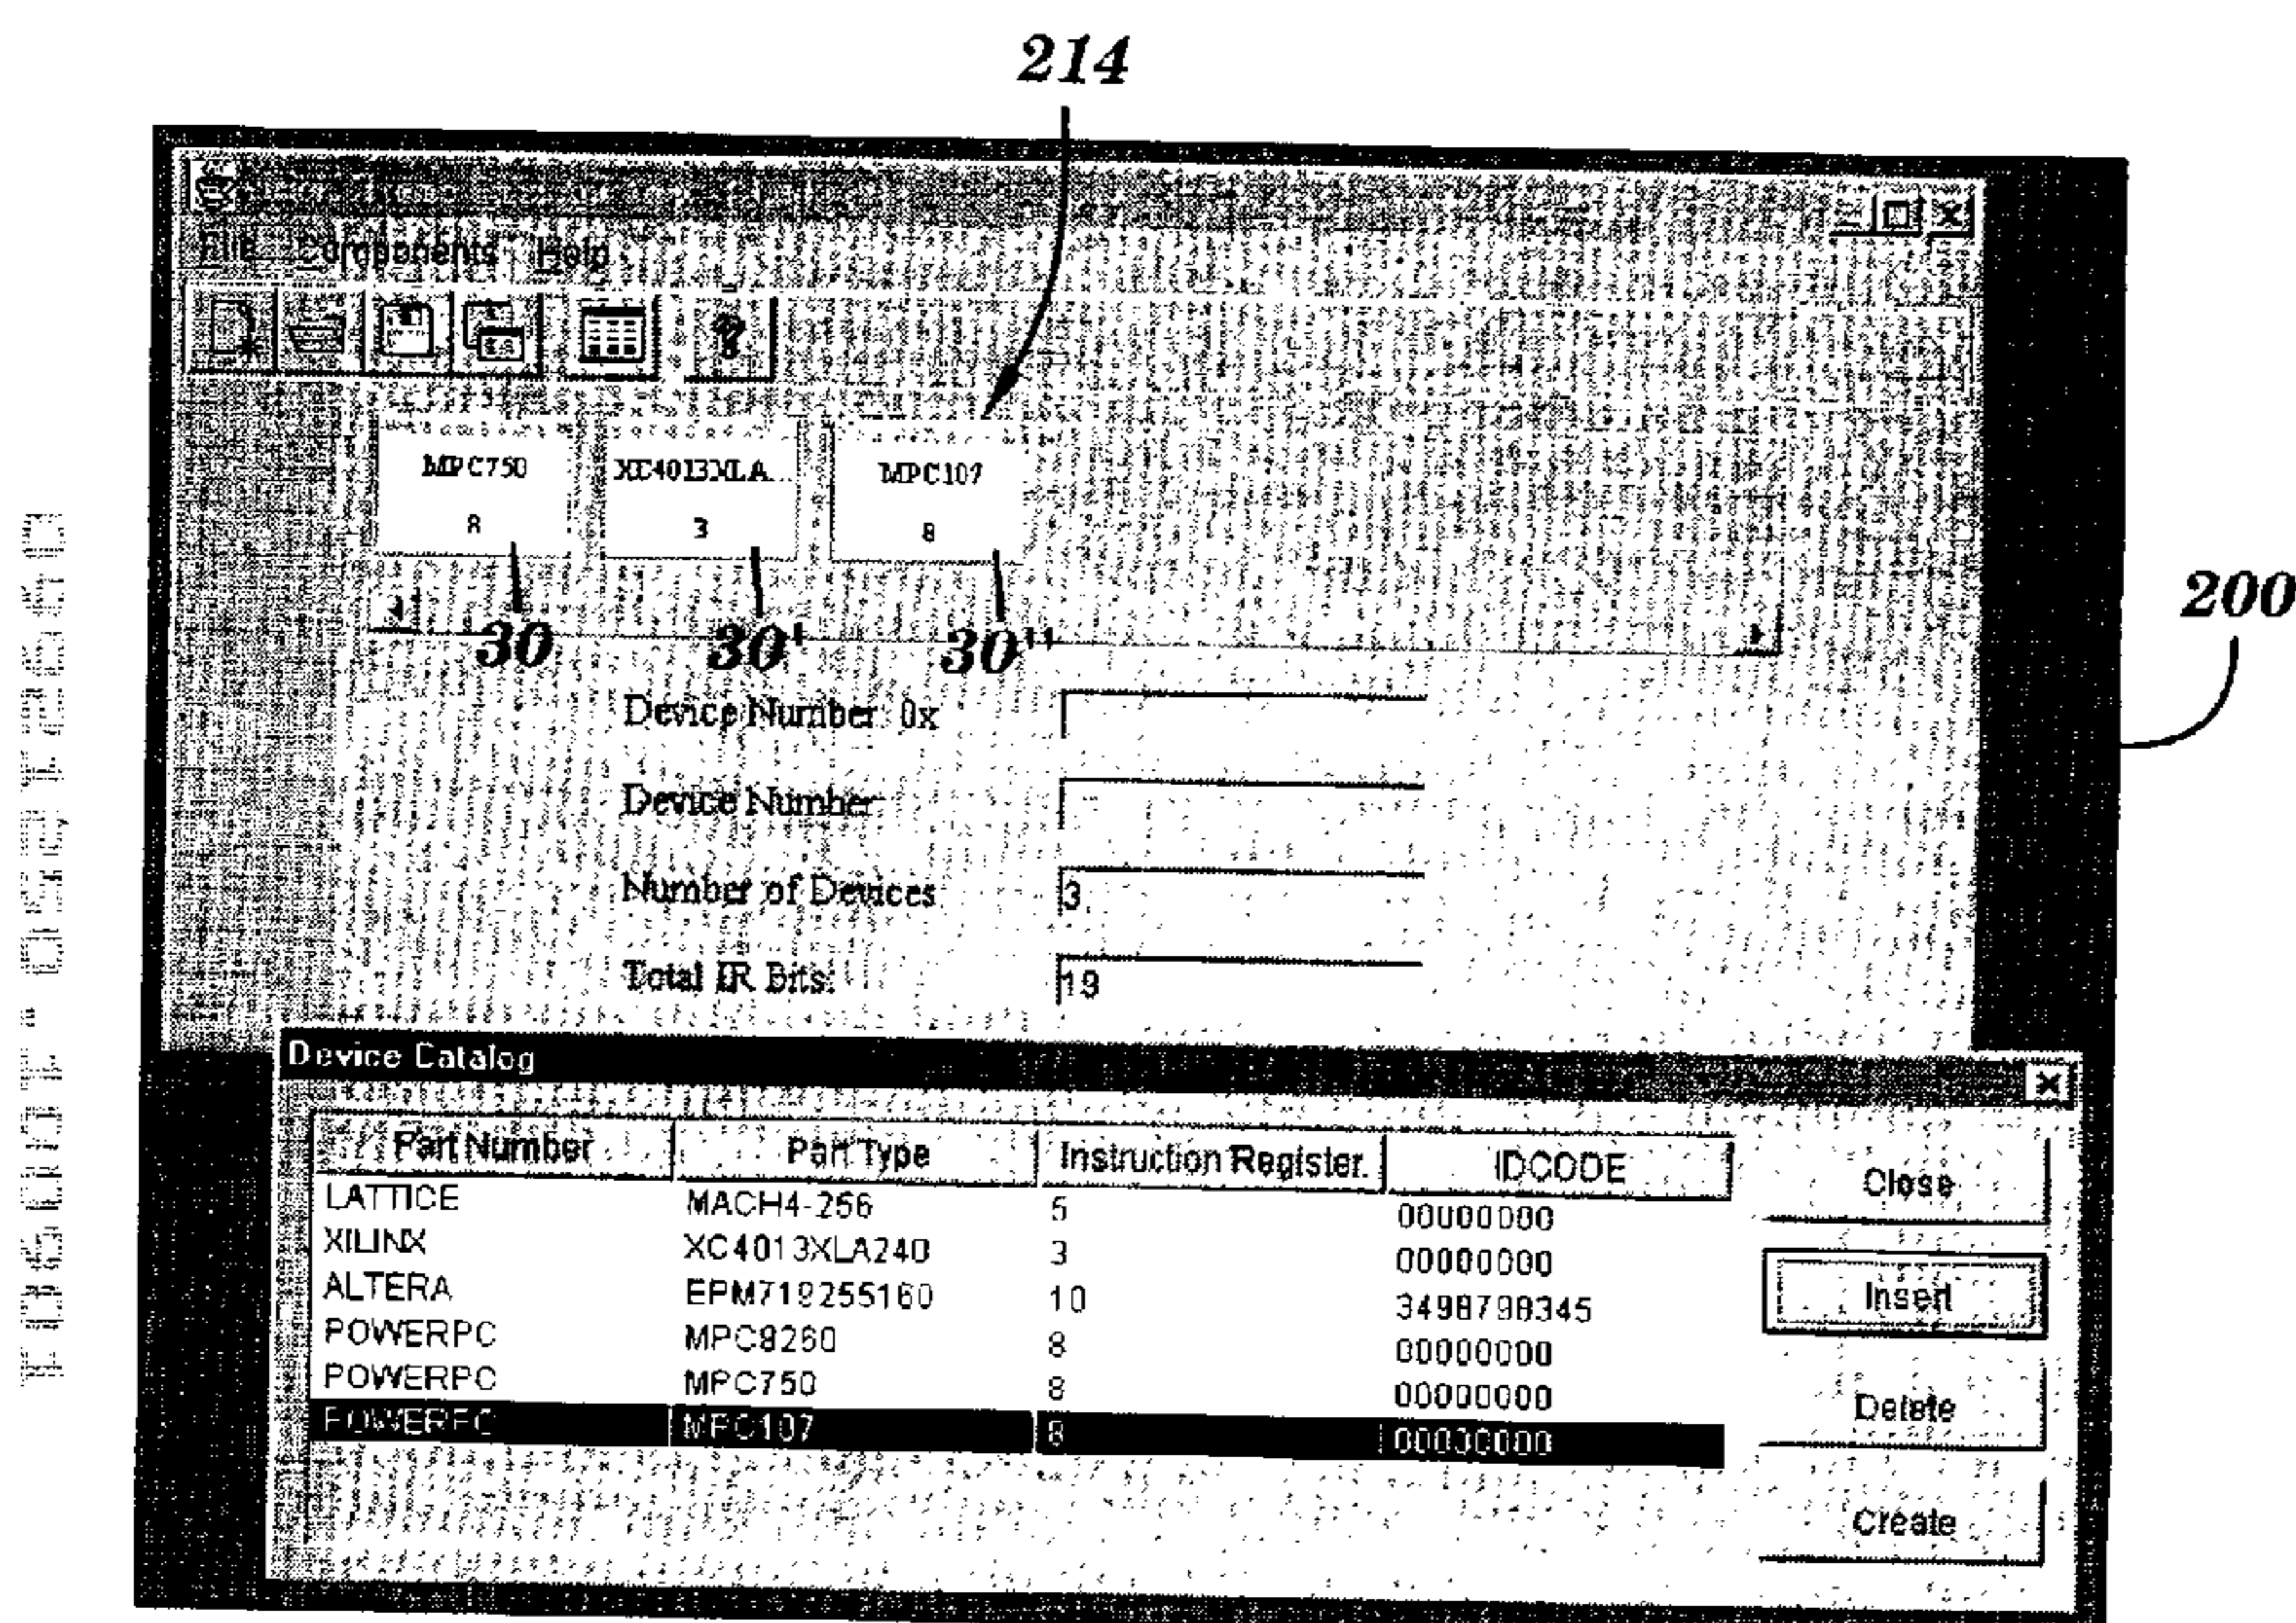 214
File Components Help
MPC750 XC4013XLA... MPC107
8 3 8
30 30' 30''
200
Device Number: 0x
Device Number
Number of Devices 3
Total IR Bits: 19
Device Catalog
Part Number Part Type Instruction Register. IDCODE
LATTICE MACH4-256 5 00000000
XILINX XC4013XLA240 3 00000000
ALTERA EPM719255160 10 3498798345
POWERPC MPC8260 8 00000000
POWERPC MPC750 8 00000000
POWERPC MPC107 8 00000000
Close
Insert
Delete
Create